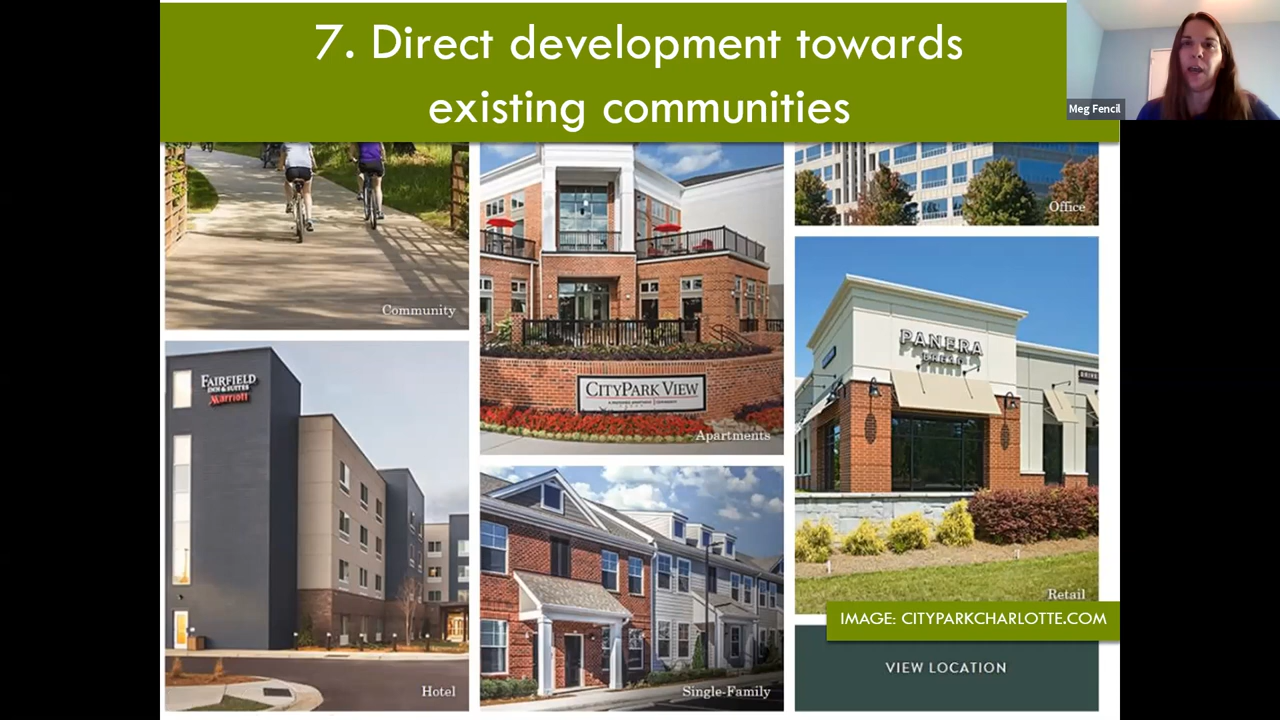 7. Direct development towards
existing communities
Meg Fencil
Community
Office
FAIRFIELD
INN & SUITES
Marriott
Hotel
CITYPARK VIEW
Apartments
Single-Family
PANERA
BREAD
Retail
IMAGE: CITYPARKCHARLOTTE.COM
VIEW LOCATION